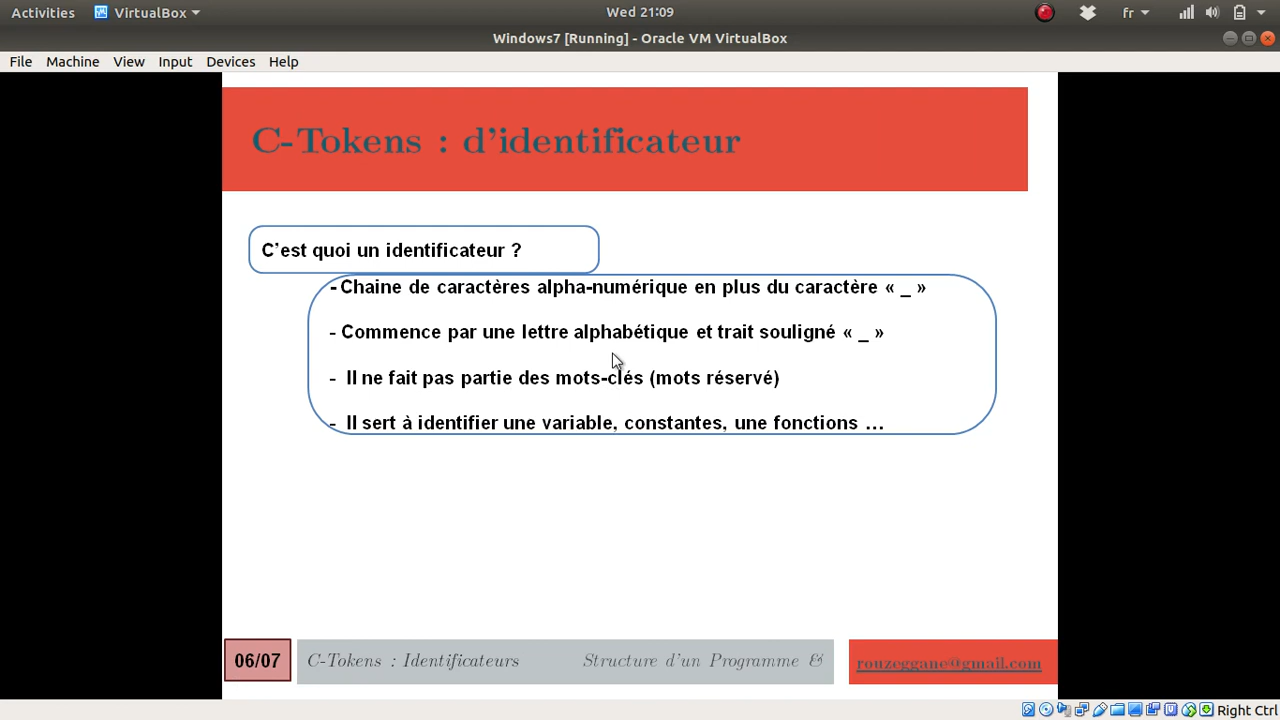 Activities VirtualBox Wed 21:09 fr
Windows7 [Running] - Oracle VM VirtualBox
File Machine View Input Devices Help
C-Tokens : d'identificateur
C'est quoi un identificateur ?
- Chaine de caractères alpha-numérique en plus du caractère « _ »
- Commence par une lettre alphabétique et trait souligné « _ »
- Il ne fait pas partie des mots-clés (mots réservé)
- Il sert à identifier une variable, constantes, une fonctions ...
06/07 C-Tokens : Identificateurs Structure d'un Programme & rouzeggane@gmail.com
Right Ctrl